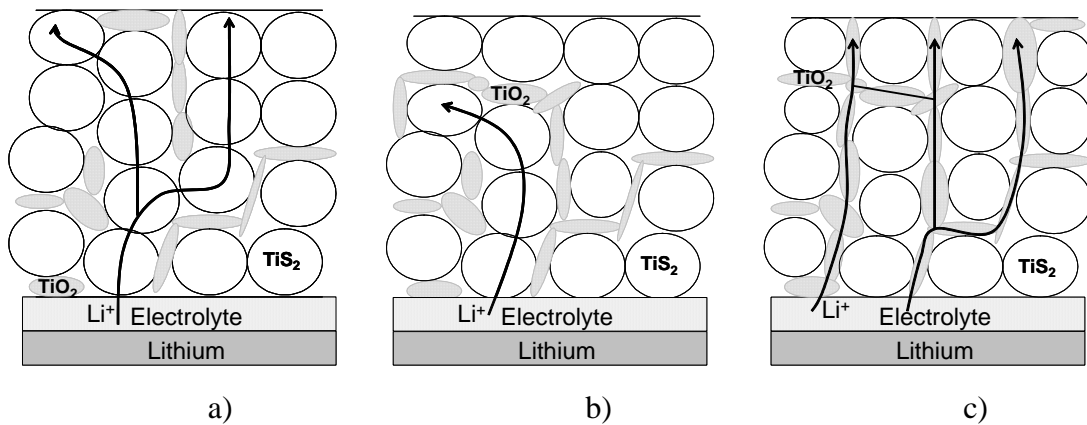 TiO2
TiS2
Li+
Electrolyte
Lithium
a)
TiO2
TiS2
Li+
Electrolyte
Lithium
b)
TiO2
TiS2
Li+
Electrolyte
Lithium
c)